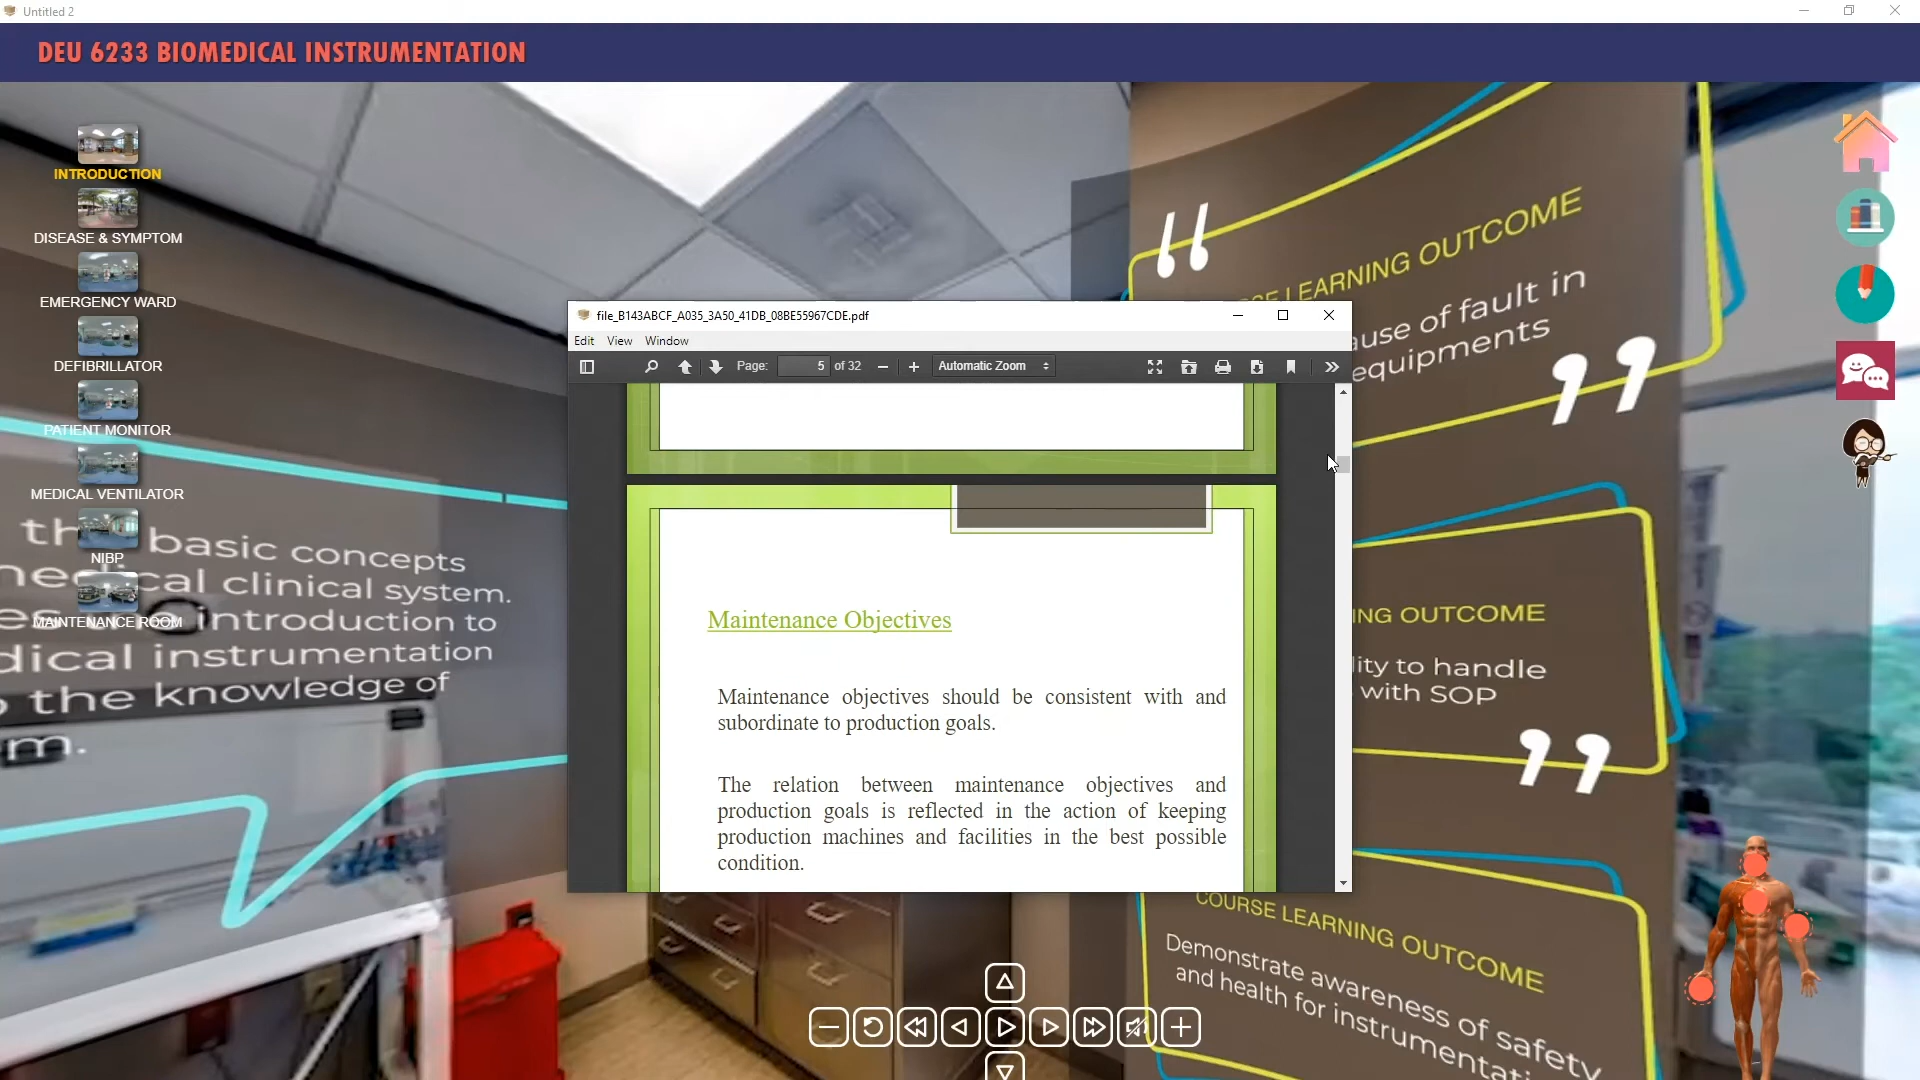 Untitled 2
DEU 6233 BIOMEDICAL INSTRUMENTATION
INTRODUCTION
DISEASE & SYMPTOM
EMERGENCY WARD
DEFIBRILLATOR
PATIENT MONITOR
MEDICAL VENTILATOR
NIBP
MAINTENANCE ROOM
basic concepts
clinical system.
introduction to
dical instrumentation
the knowledge of
m.
file_B143ABCF_A035_3A50_41DB_08BE55967CDE.pdf
Edit View Window
Page: 5 of 32 Automatic Zoom
Maintenance Objectives
Maintenance objectives should be consistent with and
subordinate to production goals.
The relation between maintenance objectives and
production goals is reflected in the action of keeping
production machines and facilities in the best possible
condition.
“
LEARNING OUTCOME
ause of fault in
equipments
”
NG OUTCOME
lity to handle
with SOP
”
COURSE LEARNING OUTCOME
Demonstrate awareness of safety
and health for instrumentati